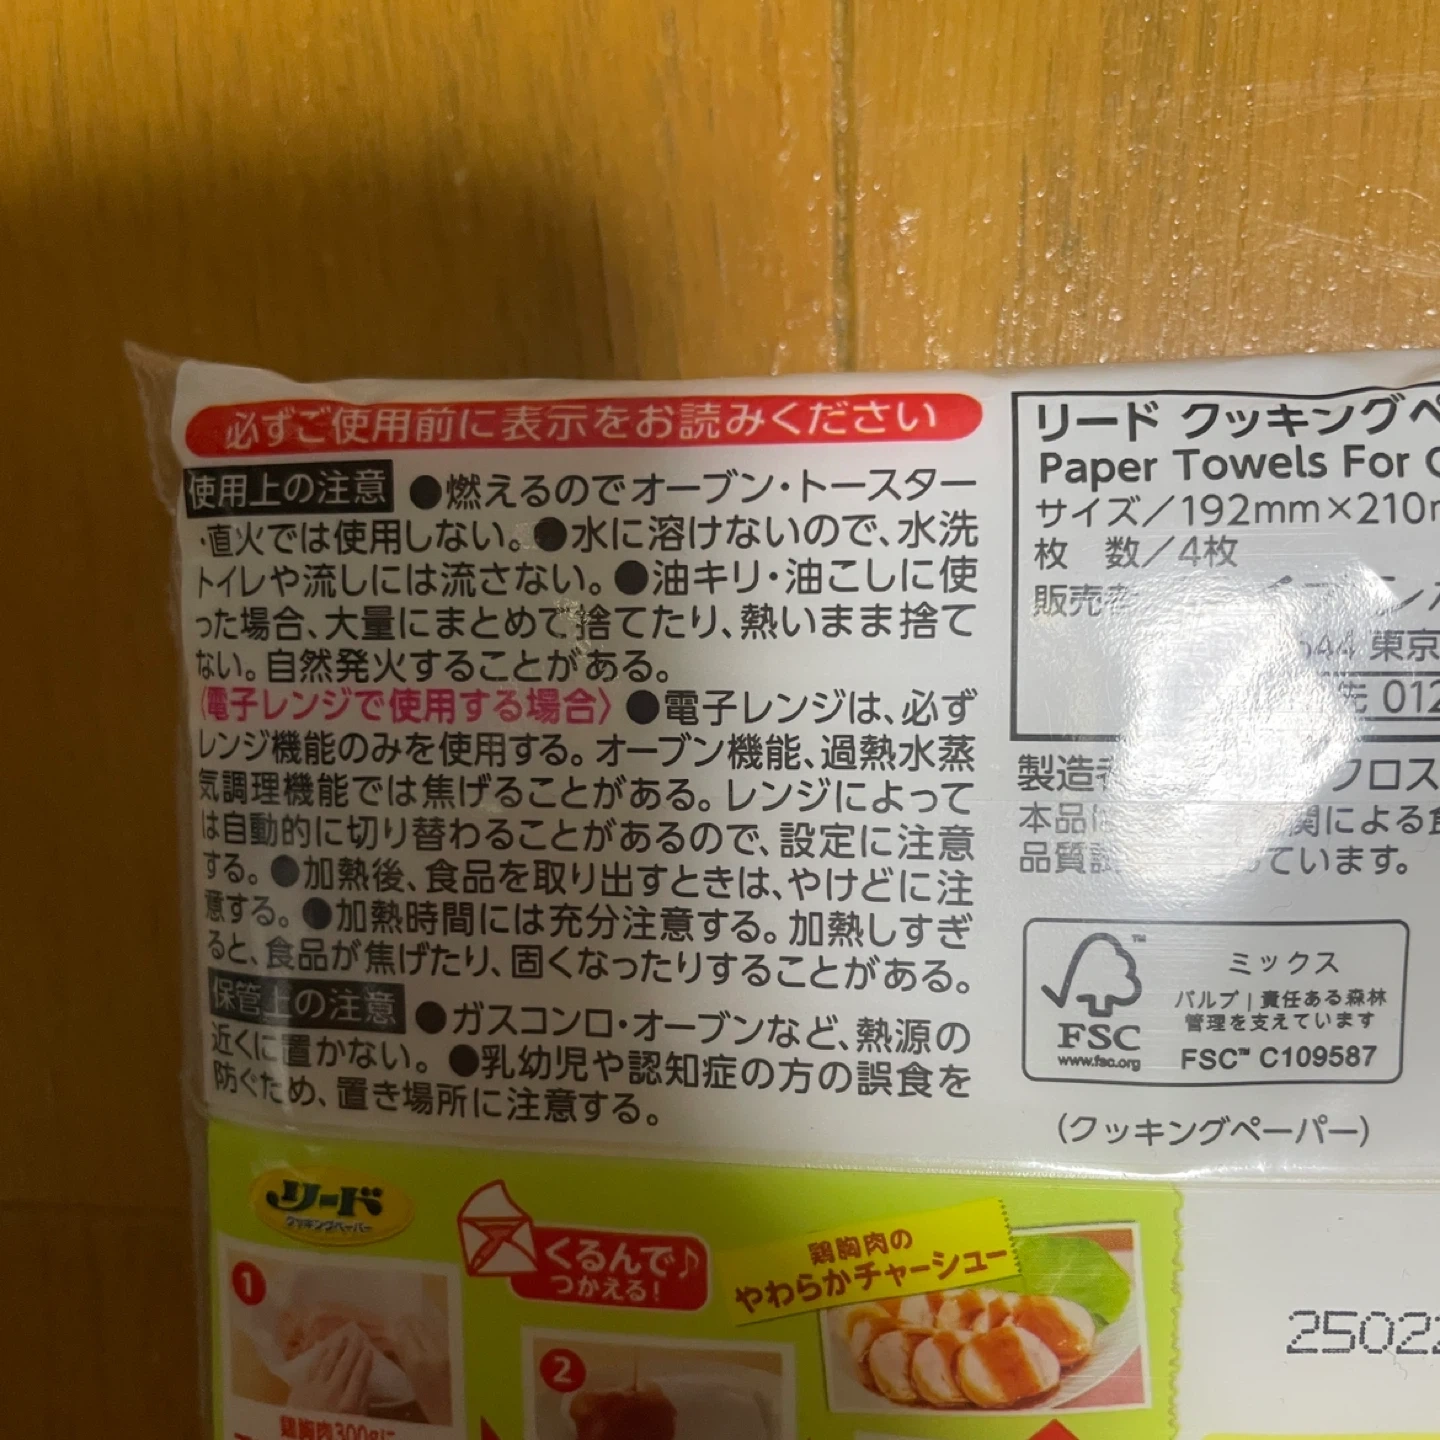 必ずご使用前に表示をお読みください
使用上の注意 ●燃えるのでオーブン・トースター
・直火では使用しない。●水に溶けないので、水洗
トイレや流しには流さない。●油キリ・油こしに使
った場合、大量にまとめて捨てたり、熱いまま捨て
ない。自然発火することがある。
〈電子レンジで使用する場合〉●電子レンジは、必ず
レンジ機能のみを使用する。オーブン機能、過熱水蒸
気調理機能では焦げることがある。レンジによって
は自動的に切り替わることがあるので、設定に注意
する。●加熱後、食品を取り出すときは、やけどに注
意する。●加熱時間には充分注意する。加熱しすぎ
ると、食品が焦げたり、固くなったりすることがある。
保管上の注意 ●ガスコンロ・オーブンなど、熱源の
近くに置かない。●乳幼児や認知症の方の誤食を
防ぐため、置き場所に注意する。
リード クッキングペ
Paper Towels For
サイズ/192mm×210m
枚 数/4枚
販売者
東京
012
製造者
本品は 関による
品質 ています。
FSC
www.fsc.org
ミックス
パルプ | 責任ある森林
管理を支えています
FSC™ C109587
(クッキングペーパー)
リード
クッキングペーパー
くるんで♪
つかえる!
鶏胸肉の
やわらかチャーシュー
1
2
鶏胸肉300gに
2502